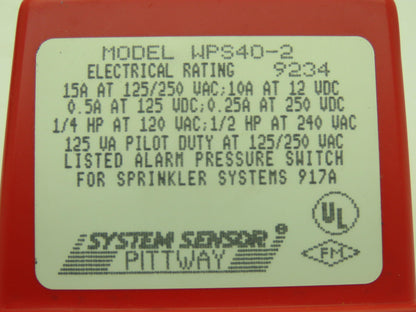 MODEL WPS40-2
ELECTRICAL RATING 9234
15A AT 125/250 VAC;10A AT 12 VDC
0.5A AT 125 VDC;0.25A AT 250 VDC
1/4 HP AT 120 VAC;1/2 HP AT 240 VAC
125 VA PILOT DUTY AT 125/250 VAC
LISTED ALARM PRESSURE SWITCH
FOR SPRINKLER SYSTEMS 917A
UL
SYSTEM SENSOR®
PITTWAY
FM